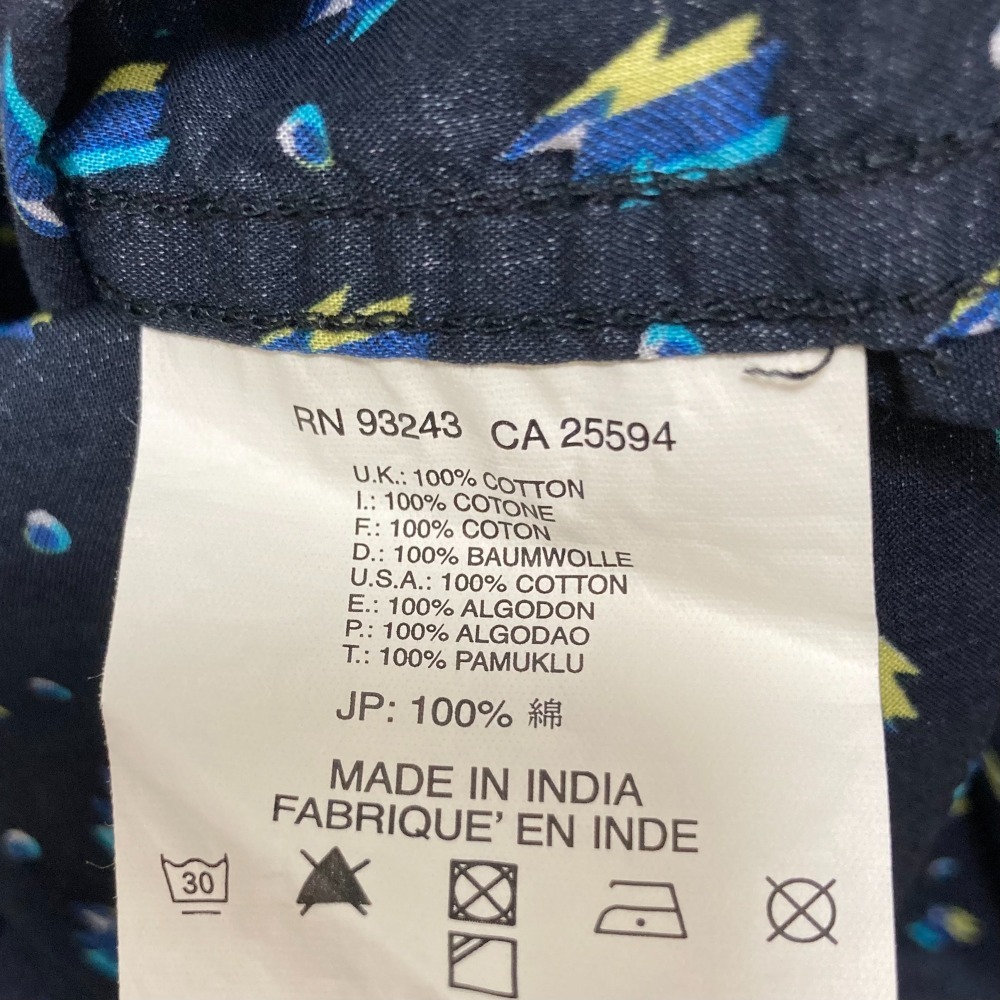 RN 93243 CA 25594
U.K.: 100% COTTON
I.: 100% COTONE
F.: 100% COTON
D.: 100% BAUMWOLLE
U.S.A.: 100% COTTON
E.: 100% ALGODON
P.: 100% ALGODAO
T.: 100% PAMUKLU
JP: 100% 綿
MADE IN INDIA
FABRIQUE' EN INDE
30